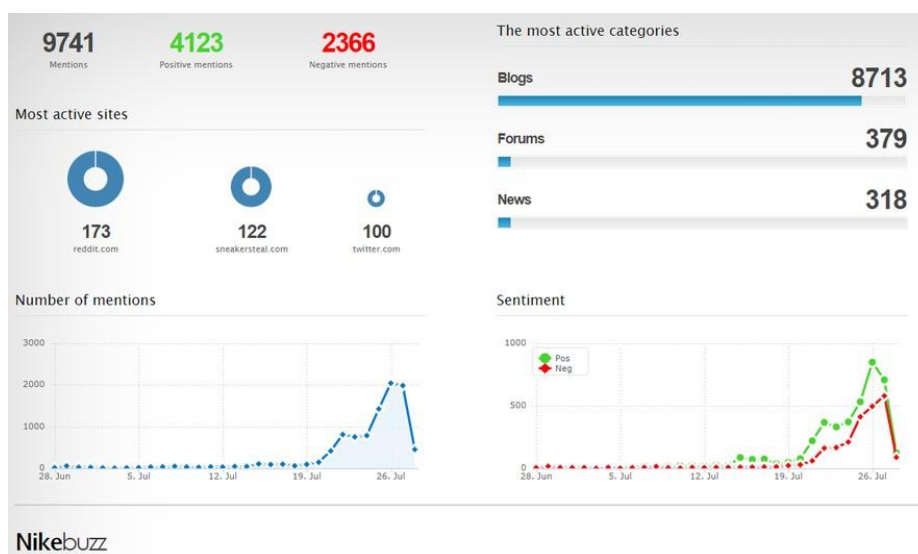 9741 4123 2366
Mentions Positive mentions Negative mentions
Most active sites
173 122 100
reddit.com sneakersteal.com twitter.com
The most active categories
Blogs 8713
Forums 379
News 318
Number of mentions
3000
2000
1000
0
28. Jun 5. Jul 12. Jul 19. Jul 26. Jul
Sentiment
1000
Pos
Neg
500
0
28. Jun 5. Jul 12. Jul 19. Jul 26. Jul
Nikebuzz